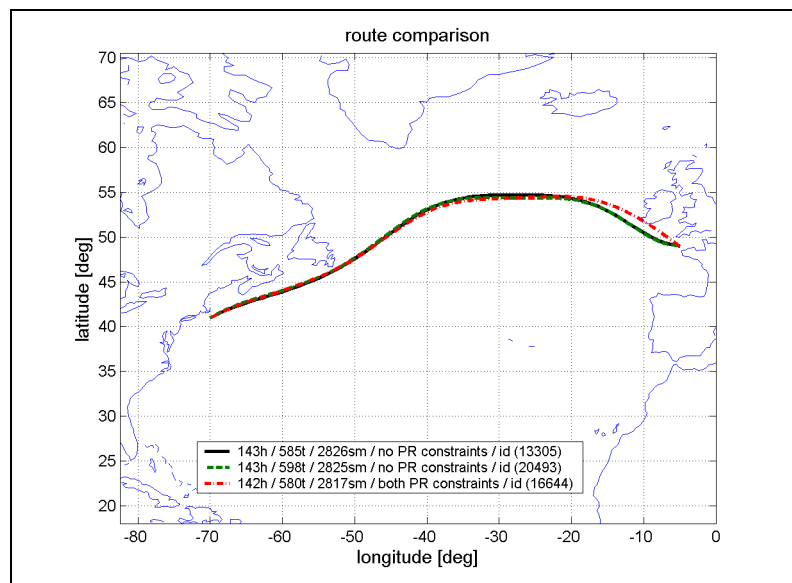 route comparison
70
65
60
55
50
45
40
35
30
25
20
latitude [deg]
143h / 585t / 2826sm / no PR constraints / id (13305)
143h / 598t / 2825sm / no PR constraints / id (20493)
142h / 580t / 2817sm / both PR constraints / id (16644)
-80 -70 -60 -50 -40 -30 -20 -10 0
longitude [deg]